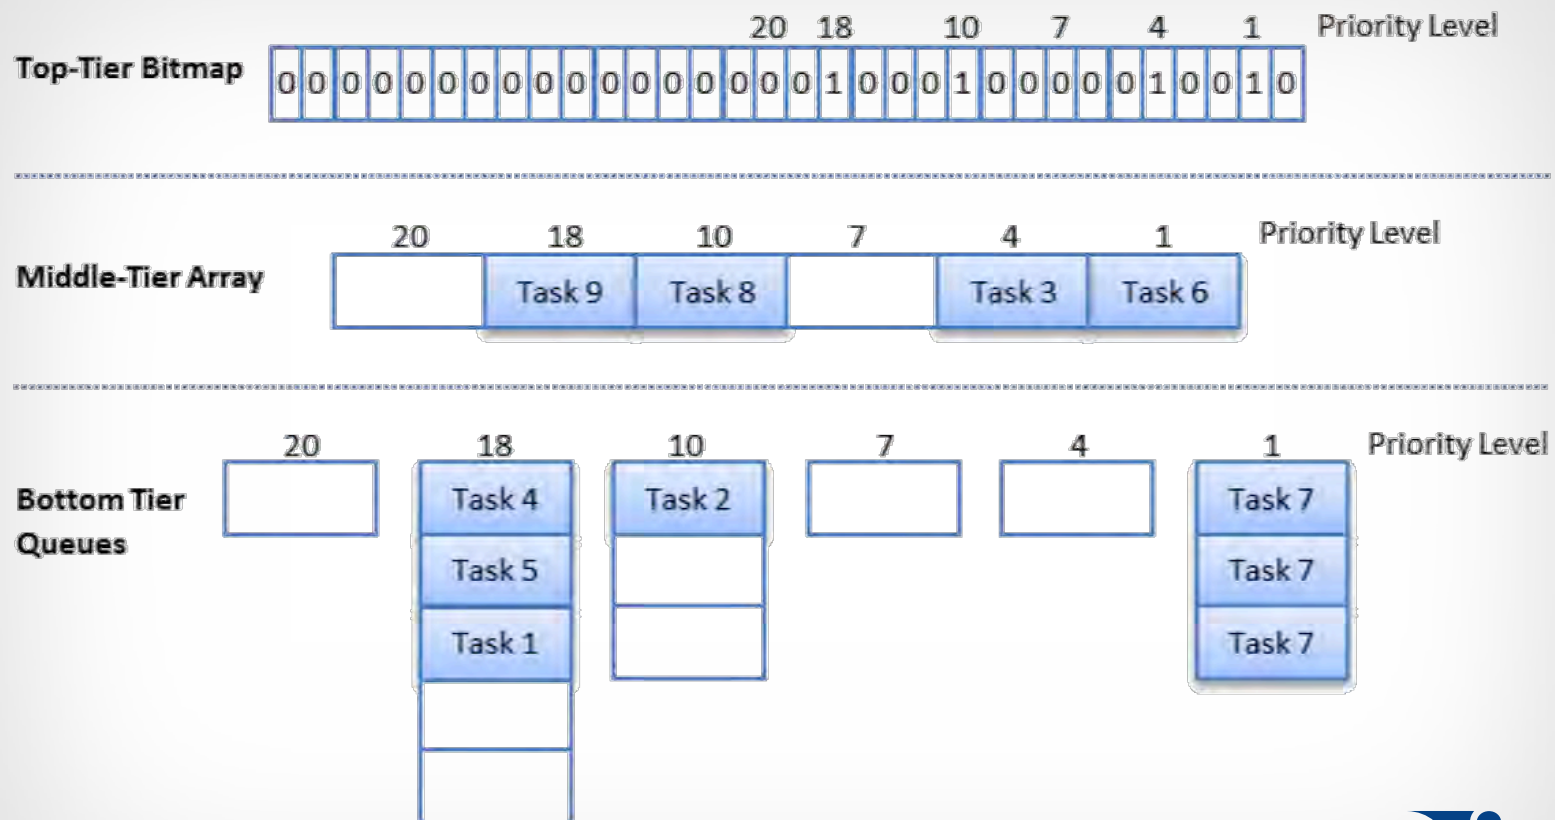 20 18 10 7 4 1 Priority Level
Top-Tier Bitmap 0 0 0 0 0 0 0 0 0 0 0 0 0 0 0 0 0 1 0 0 0 1 0 0 0 0 0 1 0 0 1 0
20 18 10 7 4 1 Priority Level
Middle-Tier Array Task 9 Task 8 Task 3 Task 6
20 18 10 7 4 1 Priority Level
Bottom Tier Task 4 Task 2 Task 7
Queues
Task 5 Task 7
Task 1 Task 7